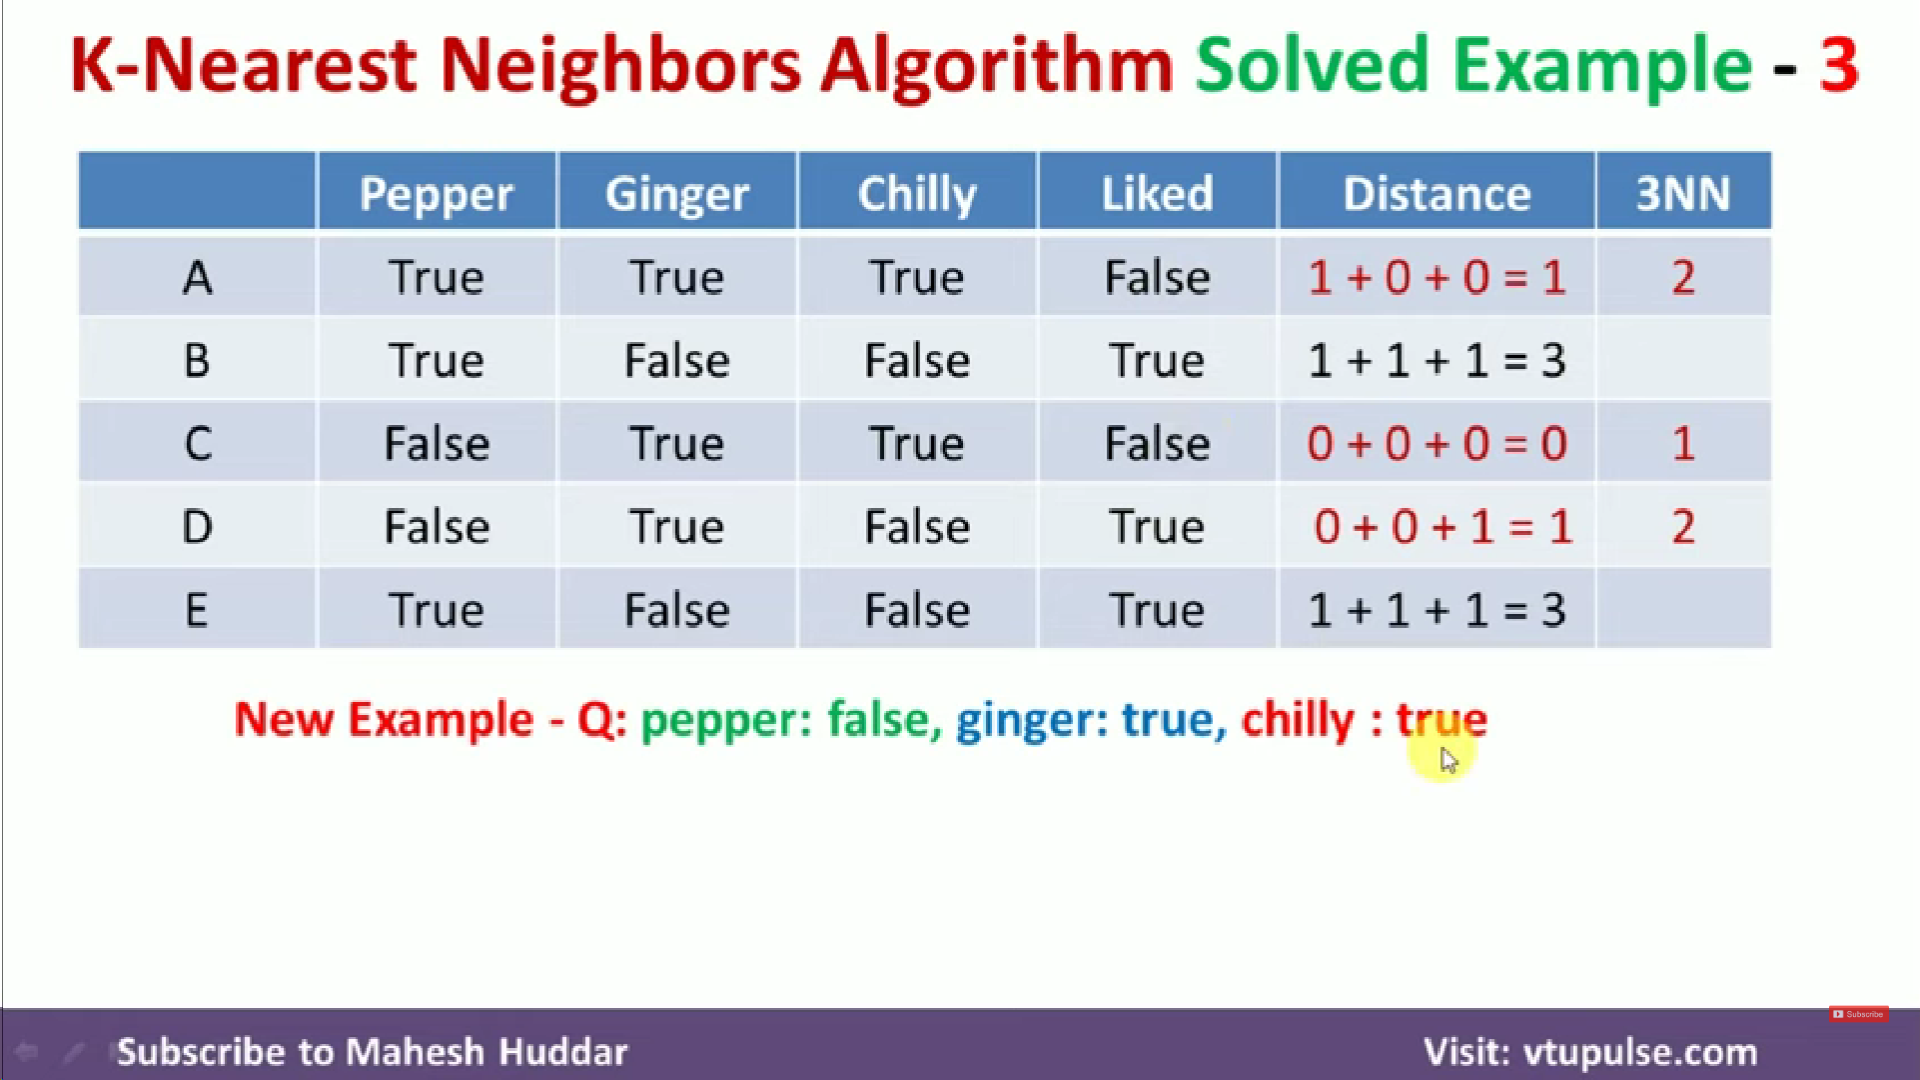 K-Nearest Neighbors Algorithm Solved Example - 3
Pepper Ginger Chilly Liked Distance 3NN
A True True True False 1 + 0 + 0 = 1 2
B True False False True 1 + 1 + 1 = 3
C False True True False 0 + 0 + 0 = 0 1
D False True False True 0 + 0 + 1 = 1 2
E True False False True 1 + 1 + 1 = 3
New Example - Q: pepper: false, ginger: true, chilly : true
Subscribe
Subscribe to Mahesh Huddar Visit: vtupulse.com